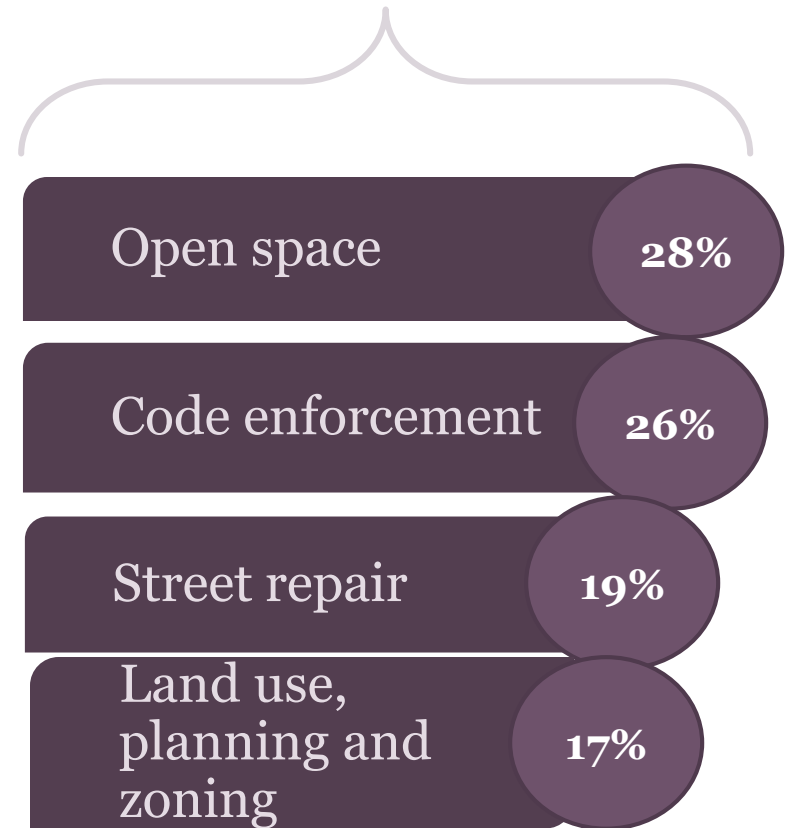 Open space
28%
Code enforcement
26%
Street repair
19%
Land use,
planning and
zoning
17%